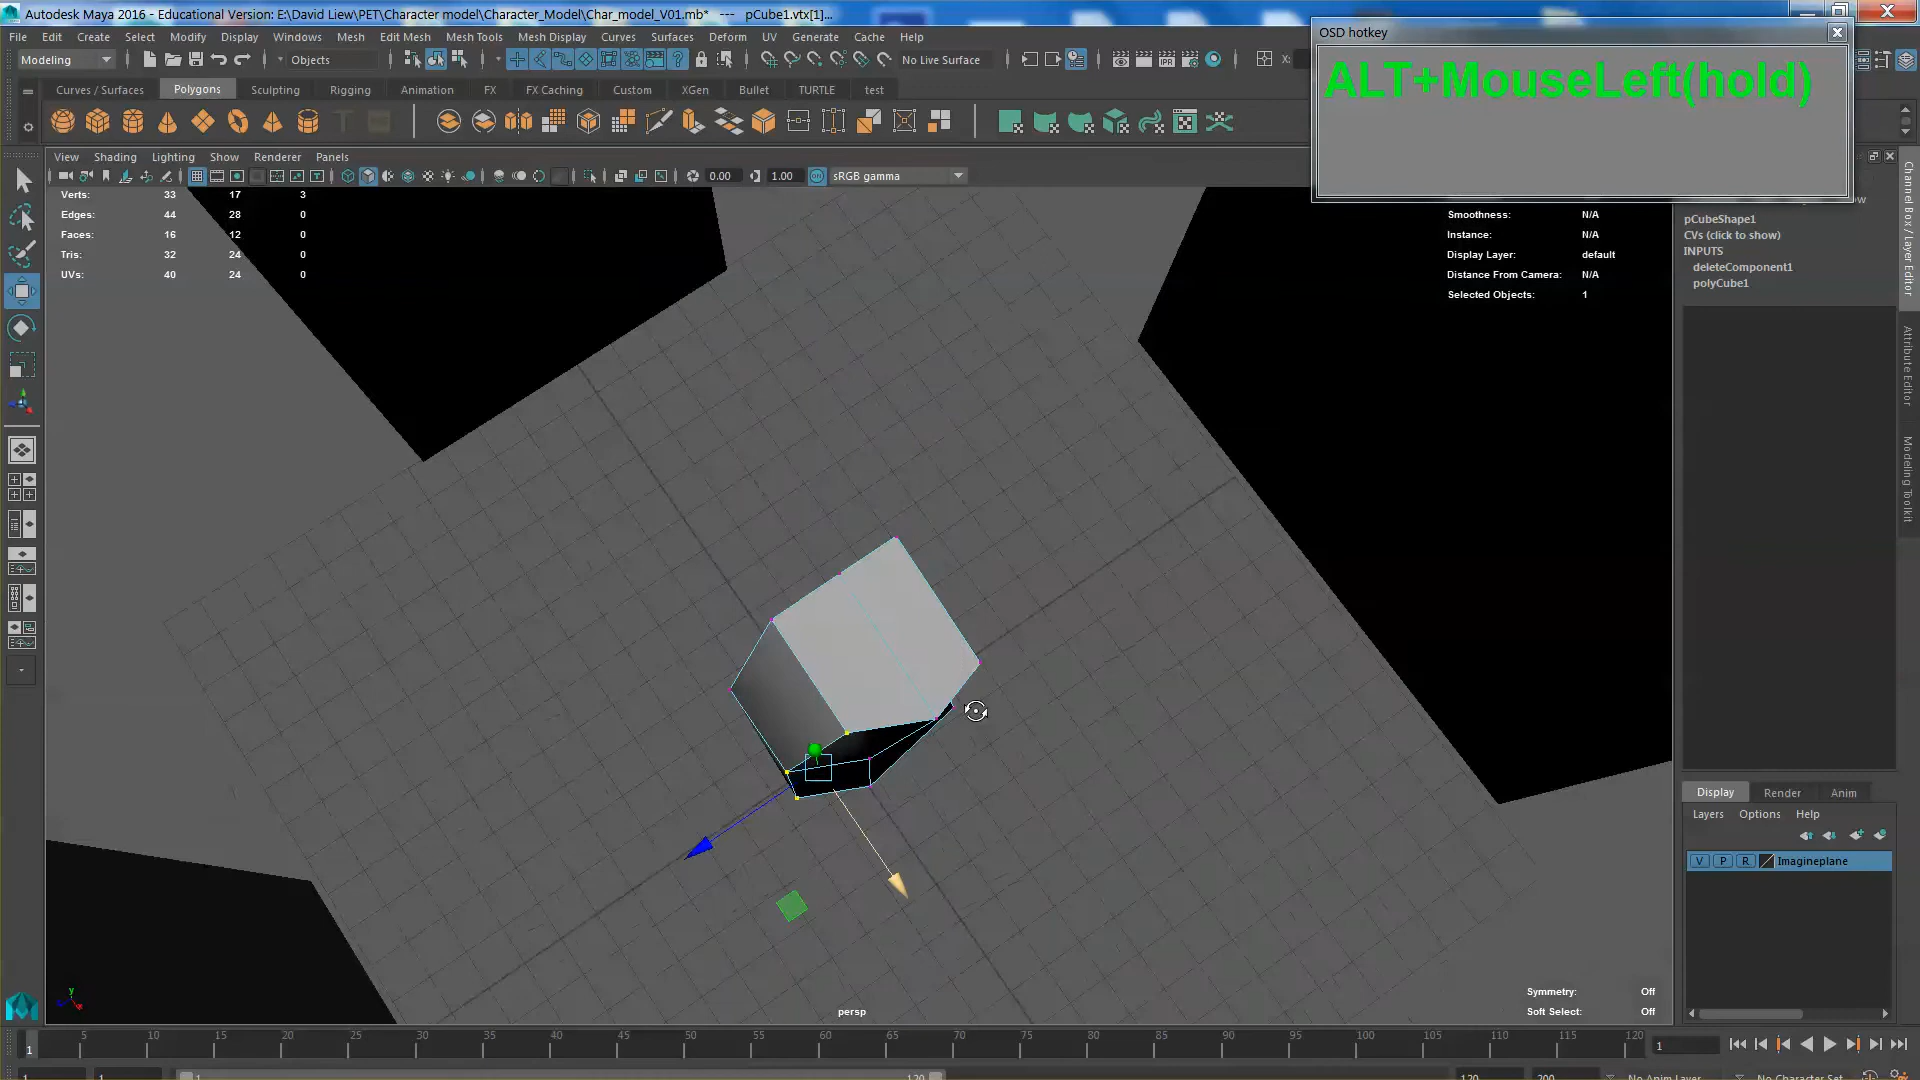 Autodesk Maya 2016 - Educational Version: E:\David Liew\PET\Character model\Character_Model\Char_model_V01.mb* --- pCube1.vtx[1]...
File Edit Create Select Modify Display Windows Mesh Edit Mesh Mesh Tools Mesh Display Curves Surfaces Deform UV Generate Cache Help
OSD hotkey
ALT+MouseLeft(hold)
Modeling Objects No Live Surface X:
Curves / Surfaces Polygons Sculpting Rigging Animation FX FX Caching Custom XGen Bullet TURTLE test
View Shading Lighting Show Renderer Panels
0.00 1.00 sRGB gamma
Verts: 33 17 3
Edges: 44 28 0
Faces: 16 12 0
Tris: 32 24 0
UVs: 40 24 0
Smoothness: N/A
Instance: N/A
Display Layer: default
Distance From Camera: N/A
Selected Objects: 1
pCubeShape1
CVs (click to show)
INPUTS
deleteComponent1
polyCube1
Channel Box / Layer Editor
Attribute Editor
Modeling Toolkit
Display Render Anim
Layers Options Help
V P R Imagineplane
Symmetry: Off
Soft Select: Off
persp
y
1 5 10 15 20 25 30 35 40 45 50 55 60 65 70 75 80 85 90 95 100 105 110 115 120
1
1 1 1 120 120 200 No Anim Layer No Character Set